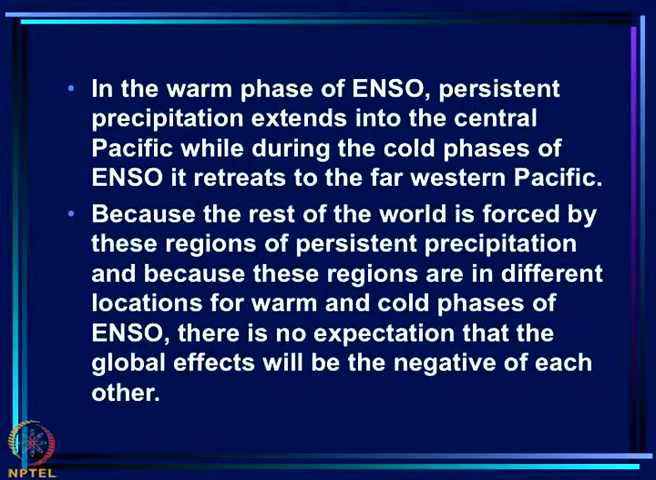 • In the warm phase of ENSO, persistent
precipitation extends into the central
Pacific while during the cold phases of
ENSO it retreats to the far western Pacific.
• Because the rest of the world is forced by
these regions of persistent precipitation
and because these regions are in different
locations for warm and cold phases of
ENSO, there is no expectation that the
global effects will be the negative of each
other.
NPTEL